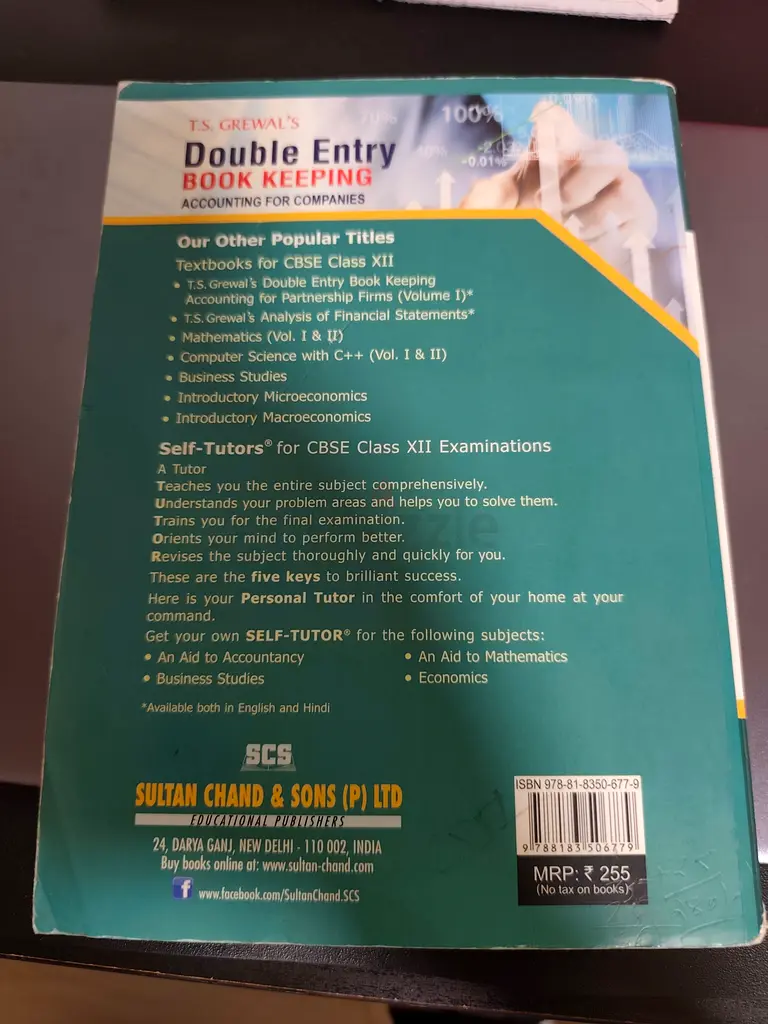 T.S. GREWAL'S
Double Entry
BOOK KEEPING
ACCOUNTING FOR COMPANIES
100%
-0.01%
Our Other Popular Titles
Textbooks for CBSE Class XII
• T.S. Grewal's Double Entry Book Keeping
Accounting for Partnership Firms (Volume I)*
• T.S. Grewal's Analysis of Financial Statements*
• Mathematics (Vol. I & II)
• Computer Science with C++ (Vol. I & II)
• Business Studies
• Introductory Microeconomics
• Introductory Macroeconomics
Self-Tutors® for CBSE Class XII Examinations
A Tutor
Teaches you the entire subject comprehensively.
Understands your problem areas and helps you to solve them.
Trains you for the final examination.
Orients your mind to perform better.
Revises the subject thoroughly and quickly for you.
These are the five keys to brilliant success.
Here is your Personal Tutor in the comfort of your home at your
command.
Get your own SELF-TUTOR® for the following subjects:
• An Aid to Accountancy • An Aid to Mathematics
• Business Studies • Economics
*Available both in English and Hindi
SCS
SULTAN CHAND & SONS (P) LTD
EDUCATIONAL PUBLISHERS
24, DARYA GANJ, NEW DELHI - 110 002, INDIA
Buy books online at: www.sultan-chand.com
f www.facebook.com/SultanChand.SCS
ISBN 978-81-8350-677-9
9 788183 506779
MRP: ₹ 255
(No tax on books)